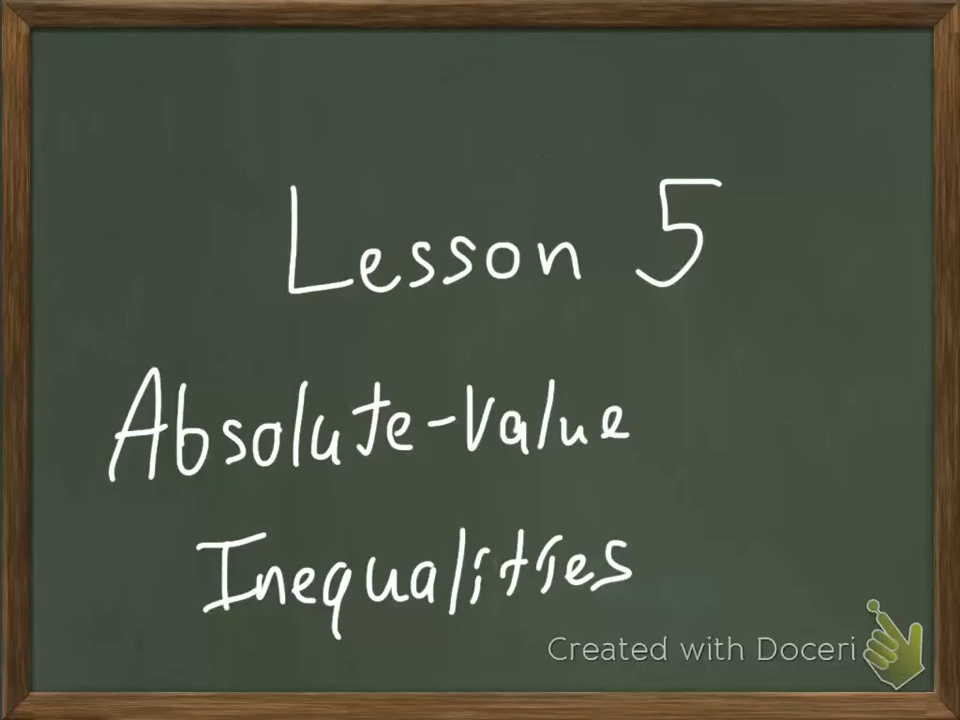 Lesson 5
Absolute-Value
Inequalities
Created with Doceri